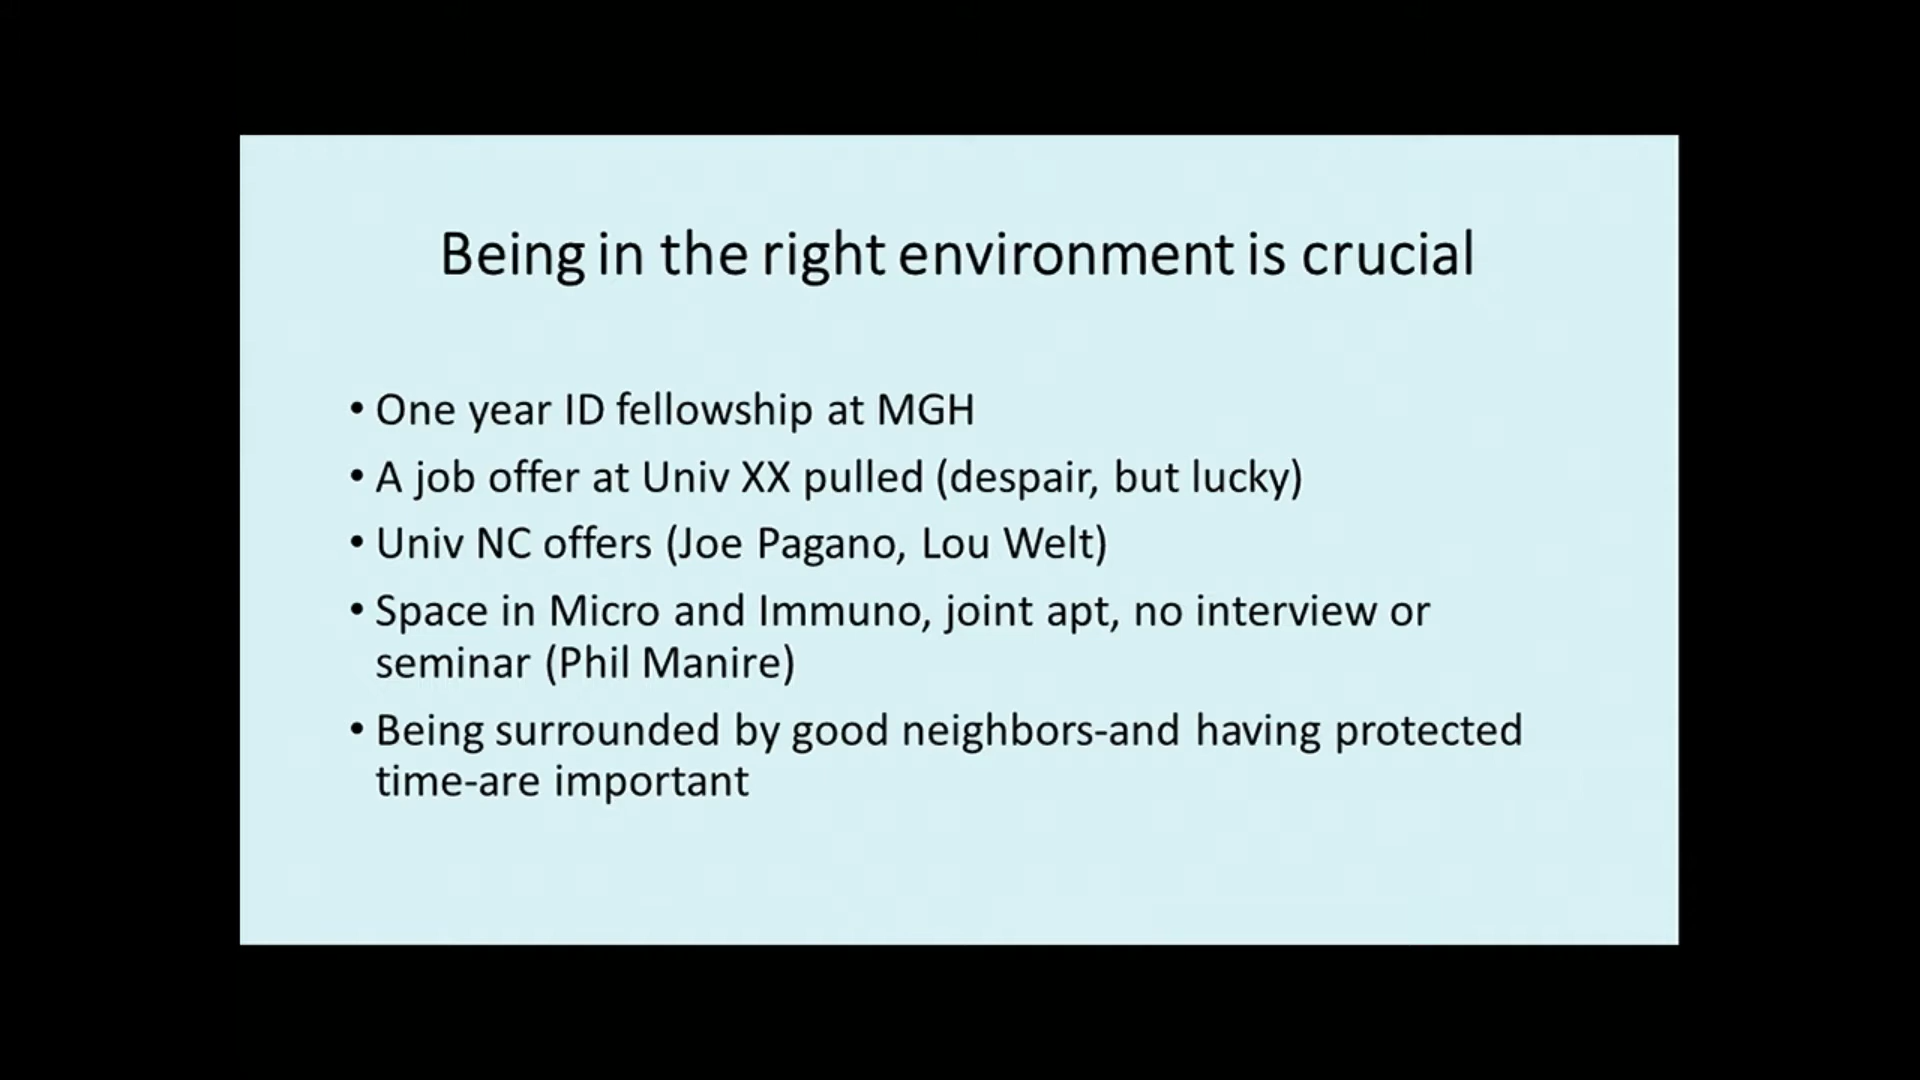 Being in the right environment is crucial
• One year ID fellowship at MGH
• A job offer at Univ XX pulled (despair, but lucky)
• Univ NC offers (Joe Pagano, Lou Welt)
• Space in Micro and Immuno, joint apt, no interview or
seminar (Phil Manire)
• Being surrounded by good neighbors-and having protected
time-are important